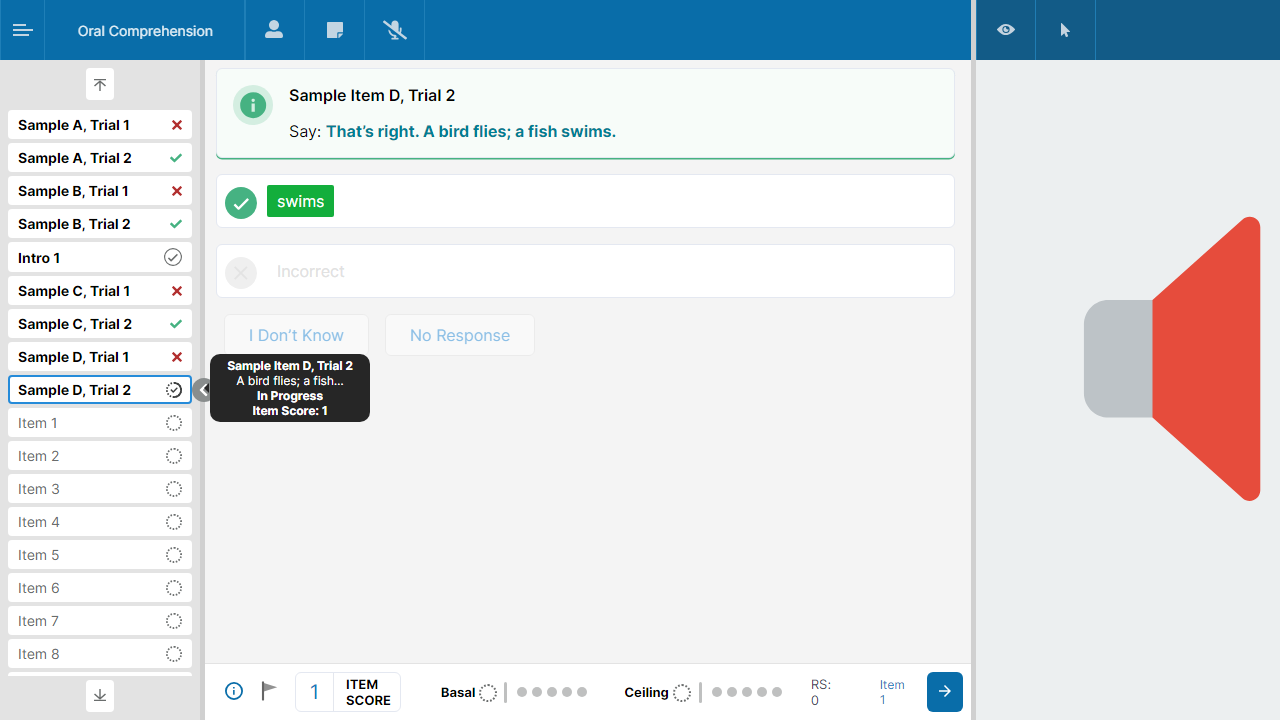 Oral Comprehension
Sample A, Trial 1
Sample A, Trial 2
Sample B, Trial 1
Sample B, Trial 2
Intro 1
Sample C, Trial 1
Sample C, Trial 2
Sample D, Trial 1
Sample D, Trial 2
Item 1
Item 2
Item 3
Item 4
Item 5
Item 6
Item 7
Item 8
Sample Item D, Trial 2
Say: That’s right. A bird flies; a fish swims.
swims
Incorrect
I Don’t Know
No Response
Sample Item D, Trial 2
A bird flies; a fish...
In Progress
Item Score: 1
1
ITEM
SCORE
Basal
Ceiling
RS:
0
Item
1